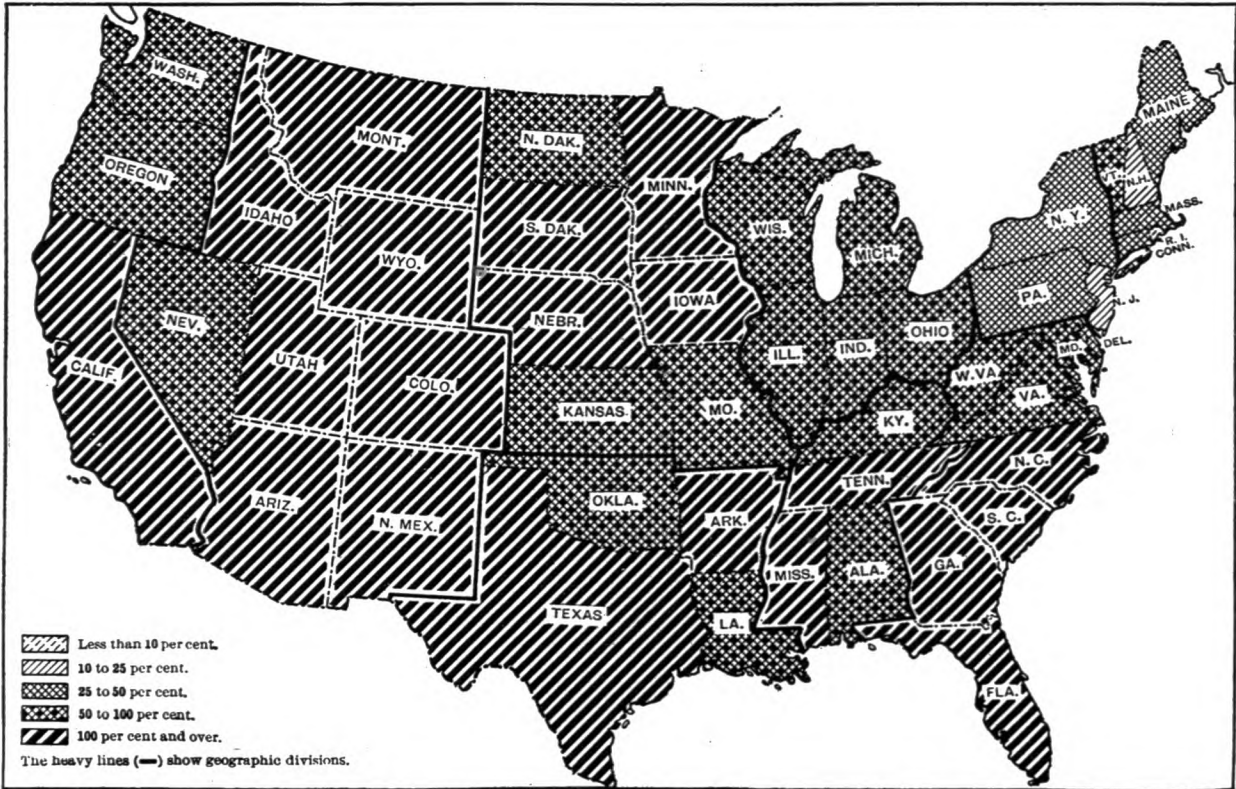 WASH.
MONT.
N. DAK.
MINN.
MAINE
OREGON
IDAHO
S. DAK.
WIS.
MICH.
VT.
N.H.
N. Y.
MASS.
R. I.
CONN.
WYO.
IOWA
PA.
N. J.
NEV.
NEBR.
ILL.
IND.
OHIO
MD.
DEL.
CALIF.
UTAH
COLO.
KANSAS
MO.
W.VA
VA.
KY.
ARIZ.
N. MEX.
OKLA.
ARK.
TENN.
N. C.
S. C.
TEXAS
LA.
MISS.
ALA.
GA.
FLA.
Less than 10 per cent.
10 to 25 per cent.
25 to 50 per cent.
50 to 100 per cent.
100 per cent and over.
The heavy lines (━) show geographic divisions.